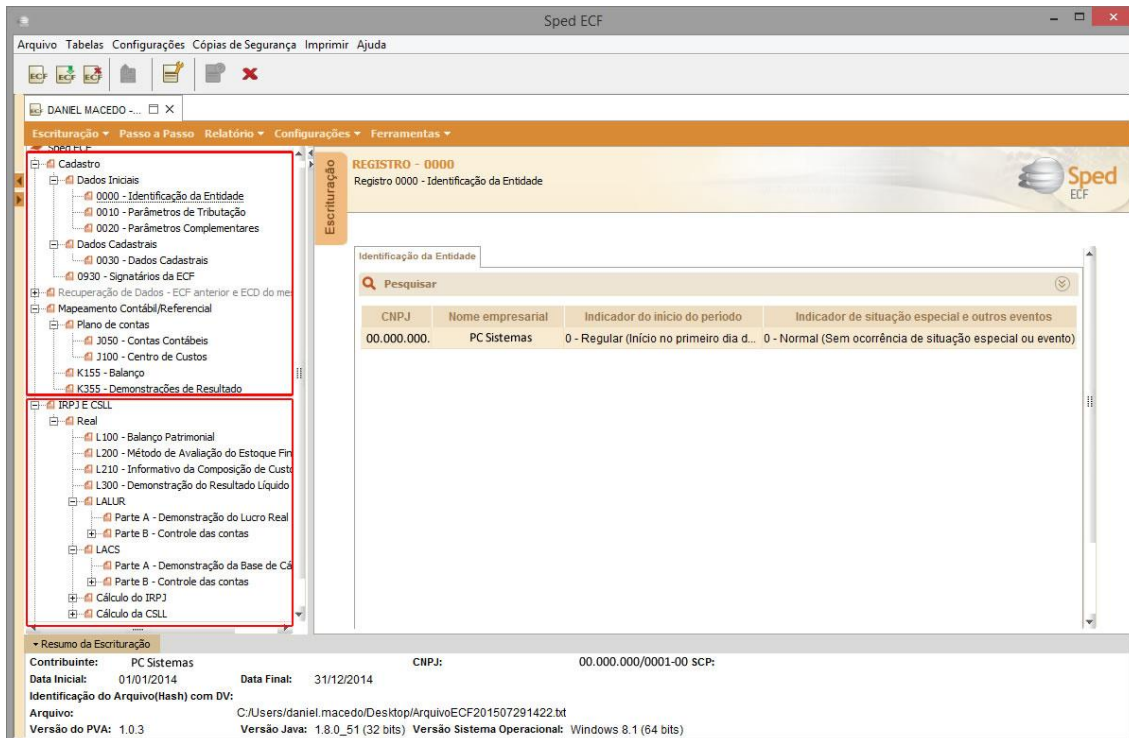 Sped ECF
Arquivo Tabelas Configurações Cópias de Segurança Imprimir Ajuda
ECF ECF ECF
DANIEL MACEDO -...
Escrituração Passo a Passo Relatório Configurações Ferramentas
Sped ECF
Cadastro
Dados Iniciais
0000 - Identificação da Entidade
0010 - Parâmetros de Tributação
0020 - Parâmetros Complementares
Dados Cadastrais
0030 - Dados Cadastrais
0930 - Signatários da ECF
Recuperação de Dados - ECF anterior e ECD do me
Mapeamento Contábil/Referencial
Plano de contas
J050 - Contas Contábeis
J100 - Centro de Custos
K155 - Balanço
K355 - Demonstrações de Resultado
IRPJ E CSLL
Real
L100 - Balanço Patrimonial
L200 - Método de Avaliação do Estoque Fin
L210 - Informativo da Composição de Custo
L300 - Demonstração do Resultado Líquido
LALUR
Parte A - Demonstração do Lucro Real
Parte B - Controle das contas
LACS
Parte A - Demonstração da Base de Cá
Parte B - Controle das contas
Cálculo do IRPJ
Cálculo da CSLL
Escrituração
REGISTRO - 0000
Registro 0000 - Identificação da Entidade
Sped
ECF
Identificação da Entidade
Pesquisar
CNPJ Nome empresarial Indicador do início do período Indicador de situação especial e outros eventos
00.000.000. PC Sistemas 0 - Regular (Início no primeiro dia d... 0 - Normal (Sem ocorrência de situação especial ou evento)
Resumo da Escrituração
Contribuinte: PC Sistemas CNPJ: 00.000.000/0001-00 SCP:
Data Inicial: 01/01/2014 Data Final: 31/12/2014
Identificação do Arquivo(Hash) com DV:
Arquivo: C:/Users/daniel.macedo/Desktop/ArquivoECF201507291422.txt
Versão do PVA: 1.0.3 Versão Java: 1.8.0_51 (32 bits) Versão Sistema Operacional: Windows 8.1 (64 bits)